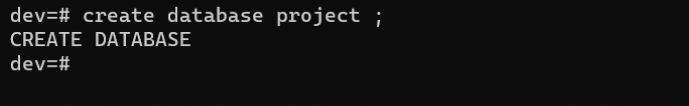 dev=# create database project ;
CREATE DATABASE
dev=#